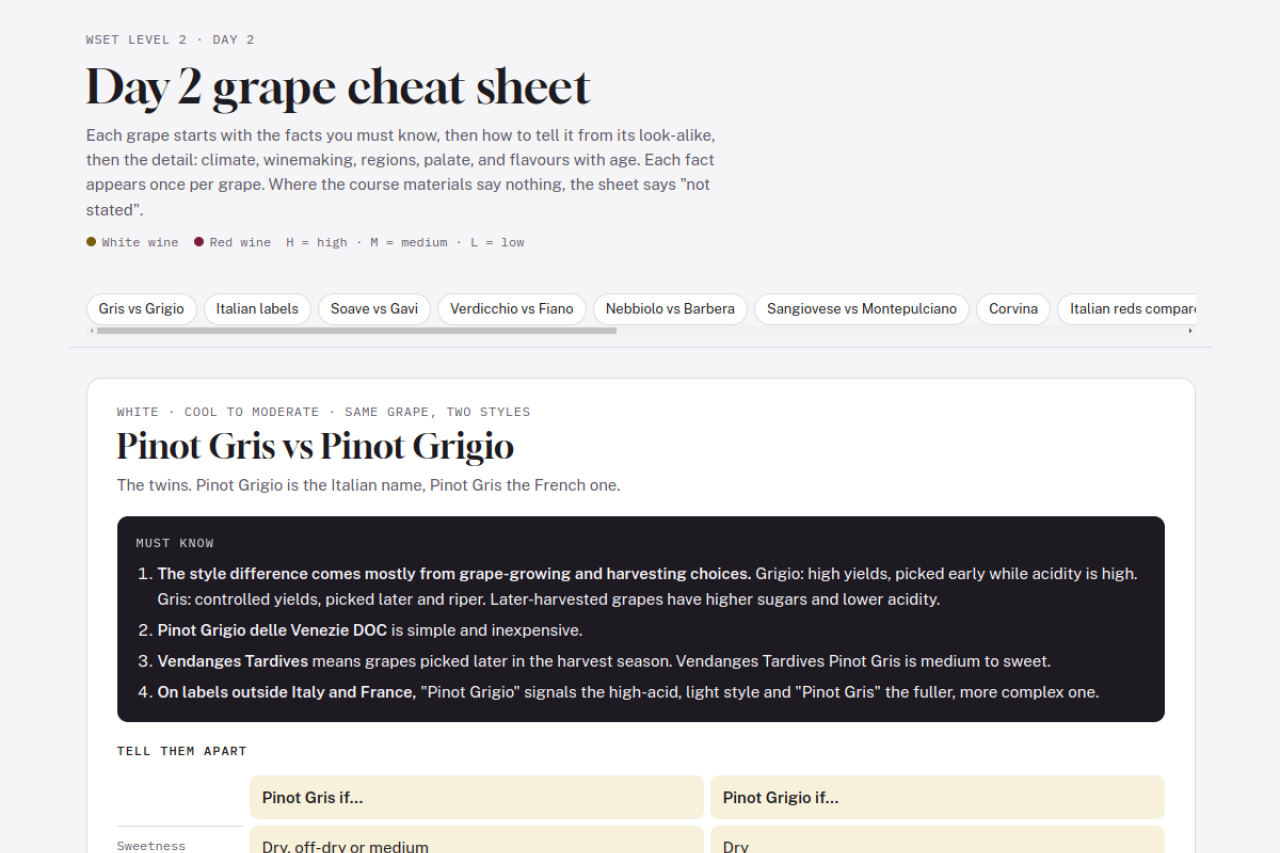 WSET LEVEL 2 · DAY 2
Day 2 grape cheat sheet
Each grape starts with the facts you must know, then how to tell it from its look-alike,
then the detail: climate, winemaking, regions, palate, and flavours with age. Each fact
appears once per grape. Where the course materials say nothing, the sheet says "not
stated".
White wine Red wine H = high · M = medium · L = low
Gris vs Grigio Italian labels Soave vs Gavi Verdicchio vs Fiano Nebbiolo vs Barbera Sangiovese vs Montepulciano Corvina Italian reds compare
WHITE · COOL TO MODERATE · SAME GRAPE, TWO STYLES
Pinot Gris vs Pinot Grigio
The twins. Pinot Grigio is the Italian name, Pinot Gris the French one.
MUST KNOW
1. The style difference comes mostly from grape-growing and harvesting choices. Grigio: high yields, picked early while acidity is high.
Gris: controlled yields, picked later and riper. Later-harvested grapes have higher sugars and lower acidity.
2. Pinot Grigio delle Venezie DOC is simple and inexpensive.
3. Vendanges Tardives means grapes picked later in the harvest season. Vendanges Tardives Pinot Gris is medium to sweet.
4. On labels outside Italy and France, "Pinot Grigio" signals the high-acid, light style and "Pinot Gris" the fuller, more complex one.
TELL THEM APART
Pinot Gris if... Pinot Grigio if...
Sweetness Dry, off-dry or medium Dry